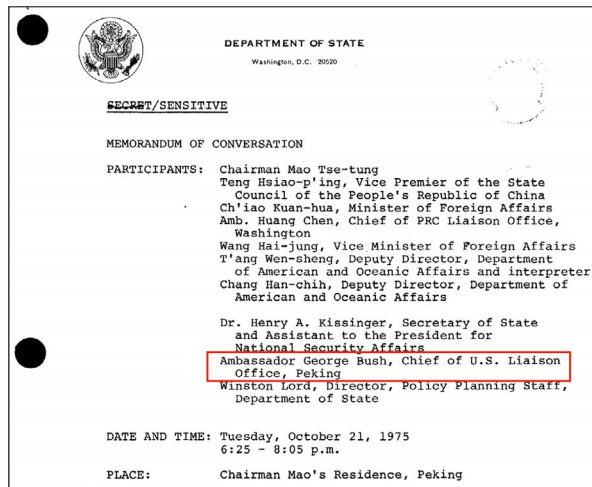 DEPARTMENT OF STATE
Washington, D.C. 20520
SECRET/SENSITIVE
MEMORANDUM OF CONVERSATION
PARTICIPANTS: Chairman Mao Tse-tung
Teng Hsiao-p'ing, Vice Premier of the State
Council of the People's Republic of China
Ch'iao Kuan-hua, Minister of Foreign Affairs
Amb. Huang Chen, Chief of PRC Liaison Office,
Washington
Wang Hai-jung, Vice Minister of Foreign Affairs
T'ang Wen-sheng, Deputy Director, Department
of American and Oceanic Affairs and interpreter
Chang Han-chih, Deputy Director, Department of
American and Oceanic Affairs
Dr. Henry A. Kissinger, Secretary of State
and Assistant to the President for
National Security Affairs
Ambassador George Bush, Chief of U.S. Liaison
Office, Peking
Winston Lord, Director, Policy Planning Staff,
Department of State
DATE AND TIME: Tuesday, October 21, 1975
6:25 - 8:05 p.m.
PLACE: Chairman Mao's Residence, Peking